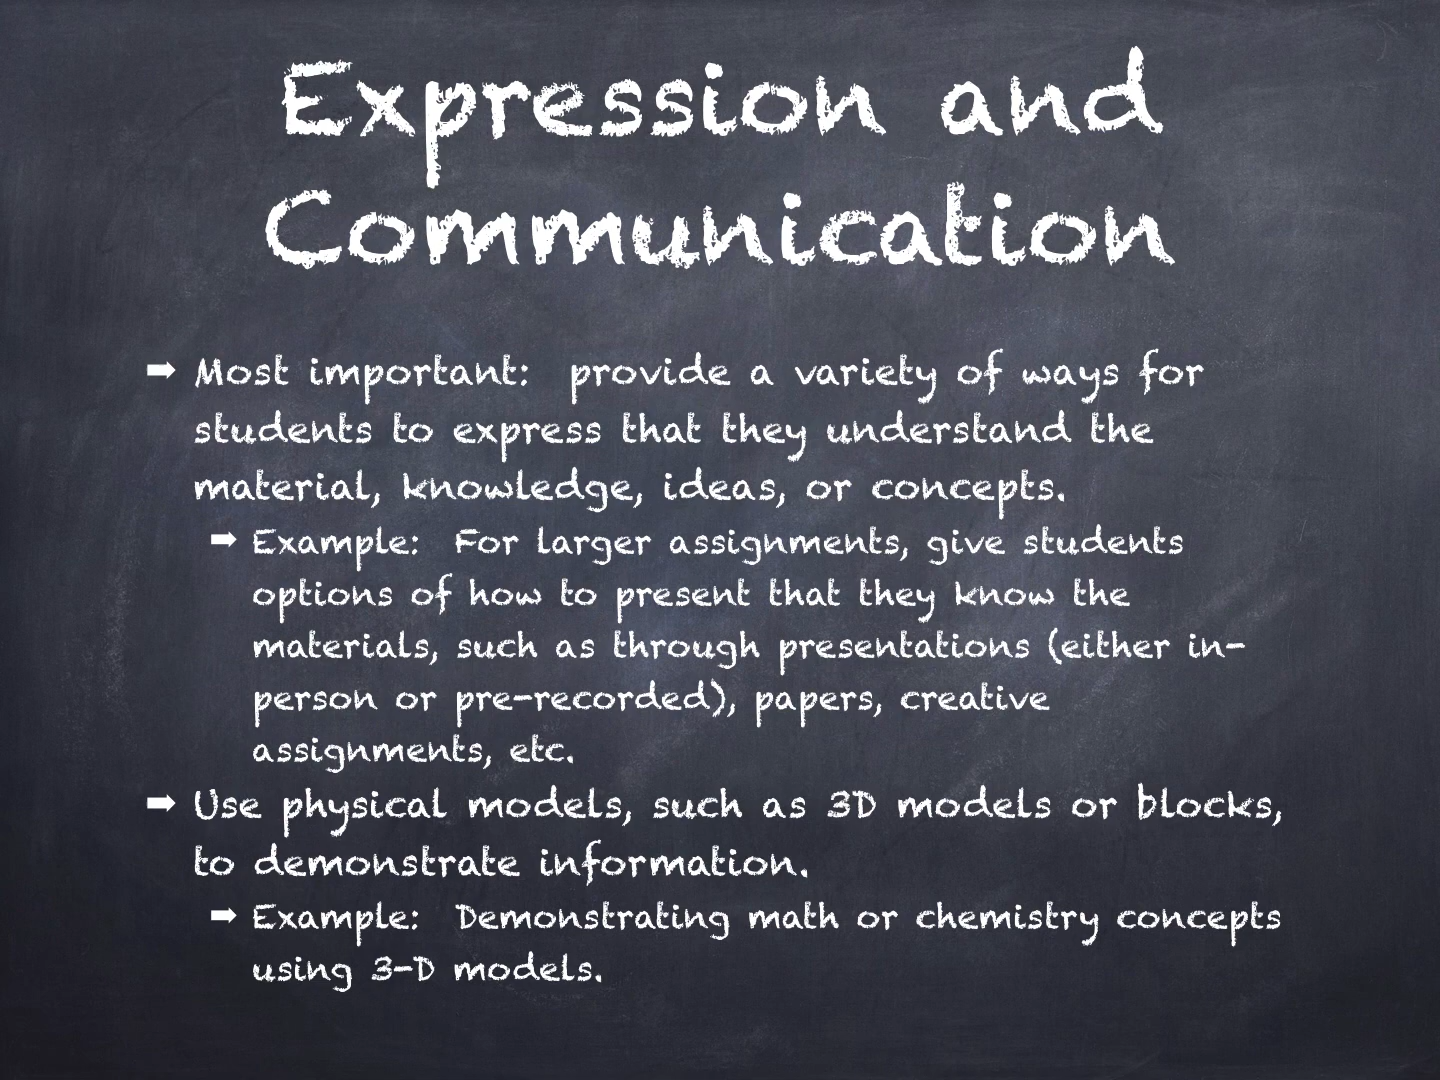 Expression and
Communication
➡ Most important:  provide a variety of ways for
students to express that they understand the
material, knowledge, ideas, or concepts.
➡ Example:  For larger assignments, give students
options of how to present that they know the
materials, such as through presentations (either in-
person or pre-recorded), papers, creative
assignments, etc.
➡ Use physical models, such as 3D models or blocks,
to demonstrate information.
➡ Example:  Demonstrating math or chemistry concepts
using 3-D models.